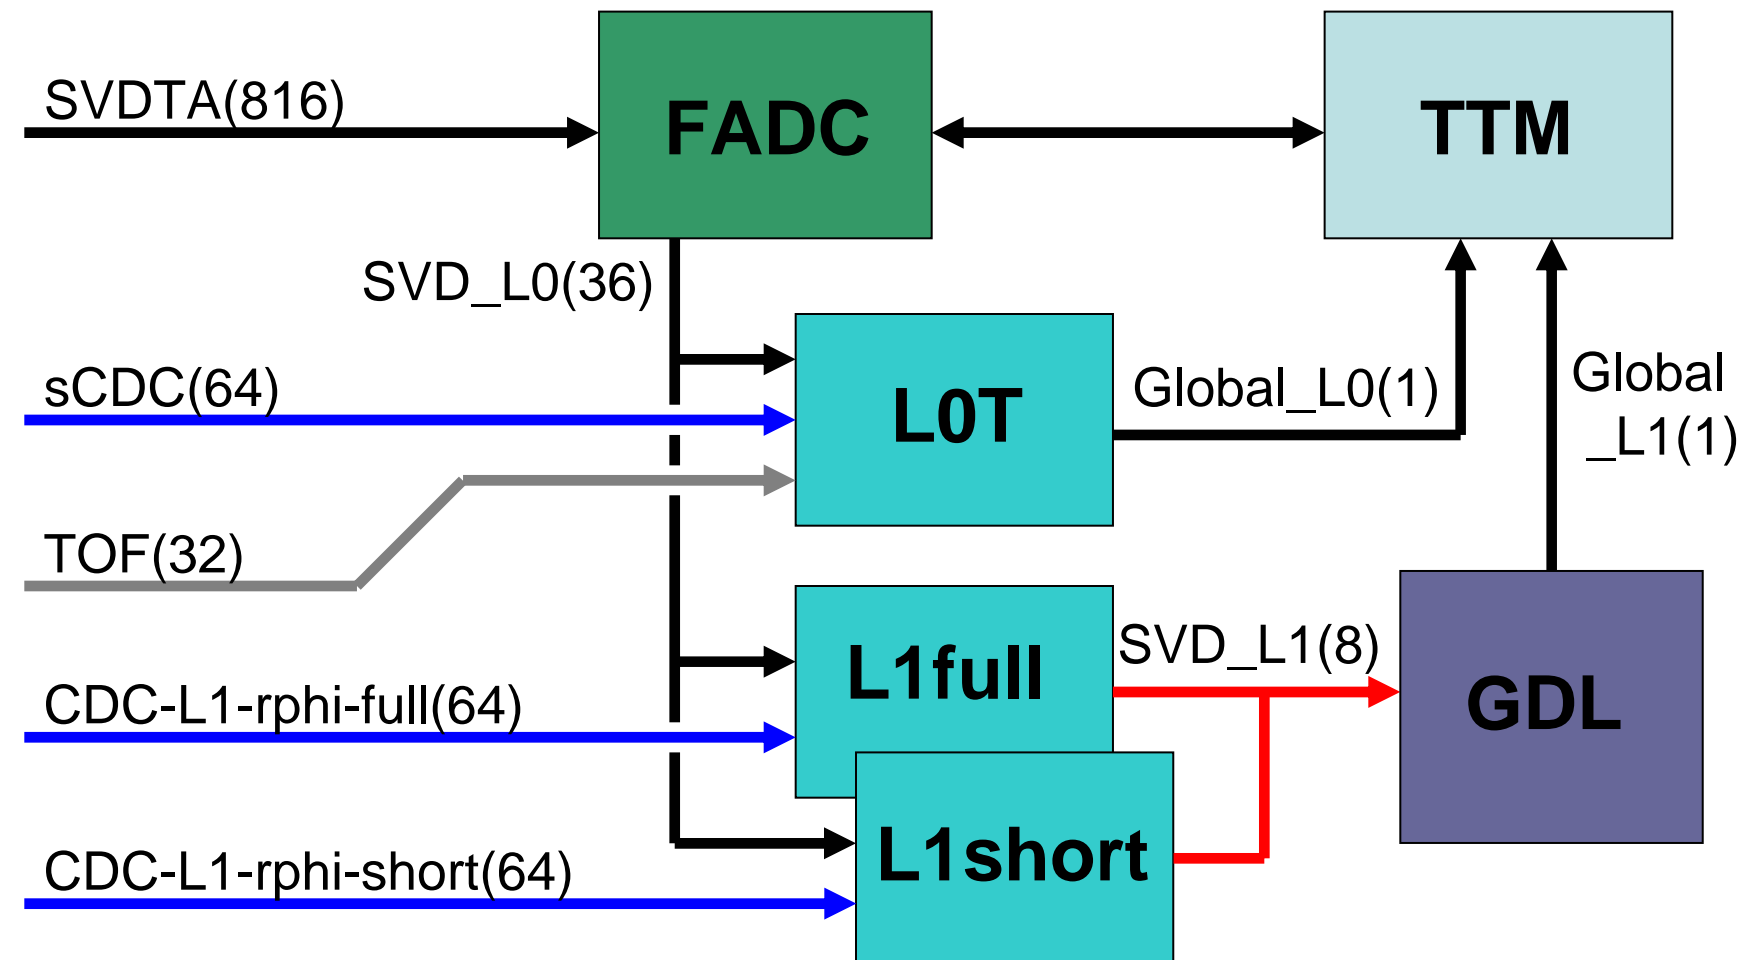 SVDTA(816)
FADC
TTM
SVD_L0(36)
sCDC(64)
L0T
Global_L0(1)
Global
_L1(1)
TOF(32)
L1full
SVD_L1(8)
GDL
CDC-L1-rphi-full(64)
L1short
CDC-L1-rphi-short(64)